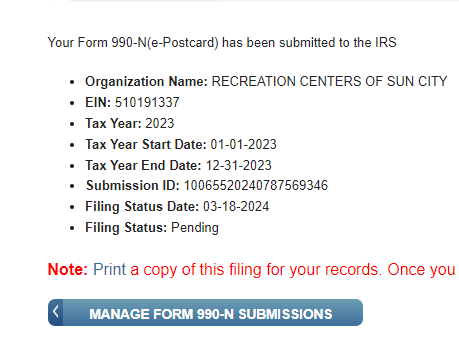 Your Form 990-N(e-Postcard) has been submitted to the IRS
Organization Name: RECREATION CENTERS OF SUN CITY
EIN: 510191337
Tax Year: 2023
Tax Year Start Date: 01-01-2023
Tax Year End Date: 12-31-2023
Submission ID: 10065520240787569346
Filing Status Date: 03-18-2024
Filing Status: Pending
Note: Print a copy of this filing for your records. Once you
MANAGE FORM 990-N SUBMISSIONS